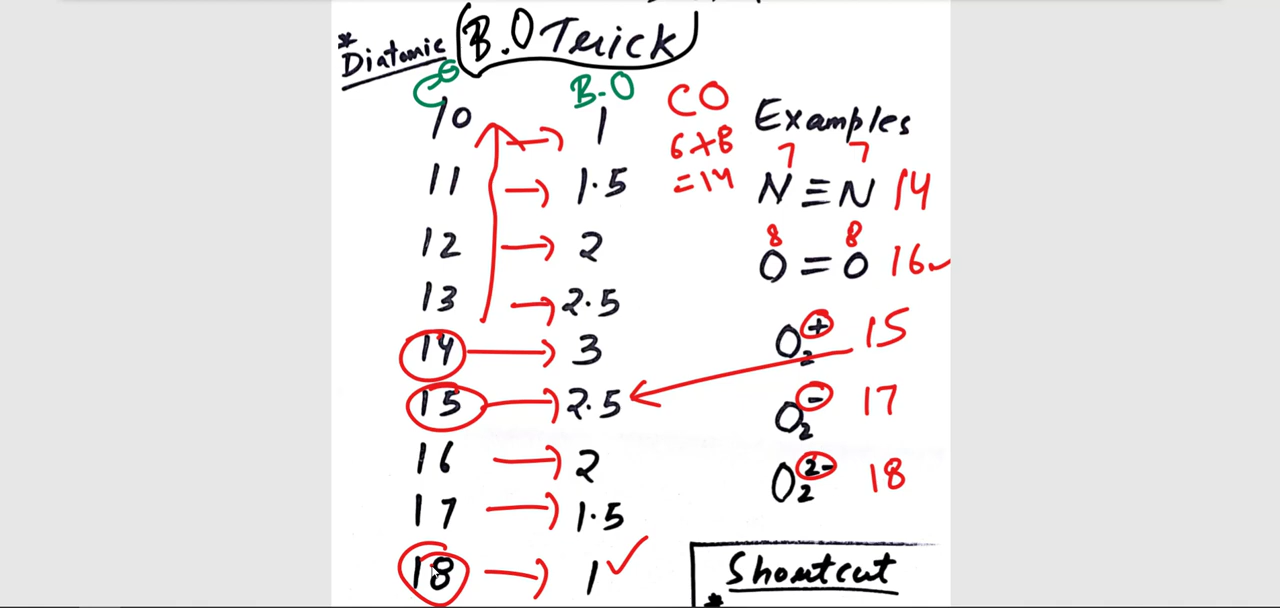 * Diatomic B.O Trick
e⊖ B-O
10 → 1
11 → 1.5
12 → 2
13 → 2.5
14 → 3
15 → 2.5
16 → 2
17 → 1.5
18 → 1 ✓
CO
6+8
=14
Examples
7 7
N≡N 14
8 8
O=O 16✓
O₂⁺ 15
O₂⁻ 17
O₂²⁻ 18
Shortcut
*